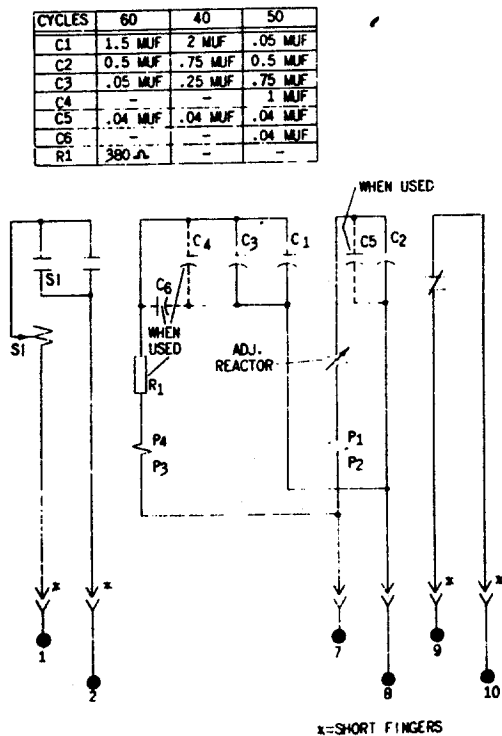 CYCLES 60 40 50
C1 1.5 MUF 2 MUF .05 MUF
C2 0.5 MUF .75 MUF 0.5 MUF
C3 .05 MUF .25 MUF .75 MUF
C4 - - 1 MUF
C5 .04 MUF .04 MUF .04 MUF
C6 - - .04 MUF
R1 380 Ω - -
WHEN USED
C4 C3 C1 C5 C2
SI
C6
WHEN
USED
SI
ADJ.
REACTOR
R1
P4 P1
P3 P2
* * * *
1 7 9
2 8 10
x=SHORT FINGERS